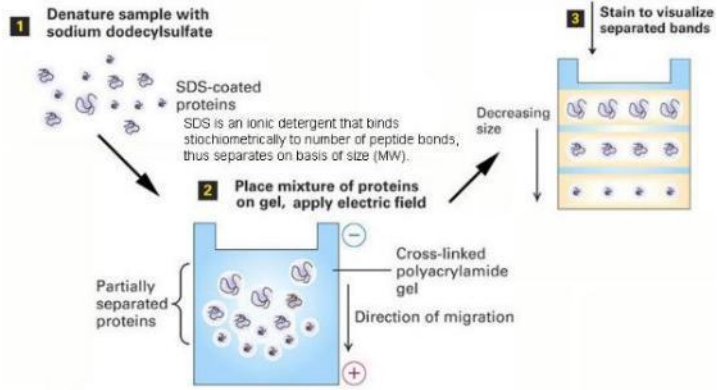 1 Denature sample with
sodium dodecylsulfate
SDS-coated
proteins
SDS is an ionic detergent that binds
stiochiometrically to number of peptide bonds,
thus separates on basis of size (MW).
2 Place mixture of proteins
on gel, apply electric field
−
Cross-linked
polyacrylamide
gel
Partially
separated
proteins
Direction of migration
+
3 Stain to visualize
separated bands
Decreasing
size